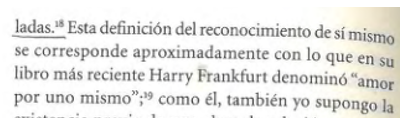 ladas.¹⁸ Esta definición del reconocimiento de sí mismo
se corresponde aproximadamente con lo que en su
libro más reciente Harry Frankfurt denominó “amor
por uno mismo”;¹⁹ como él, también yo supongo la